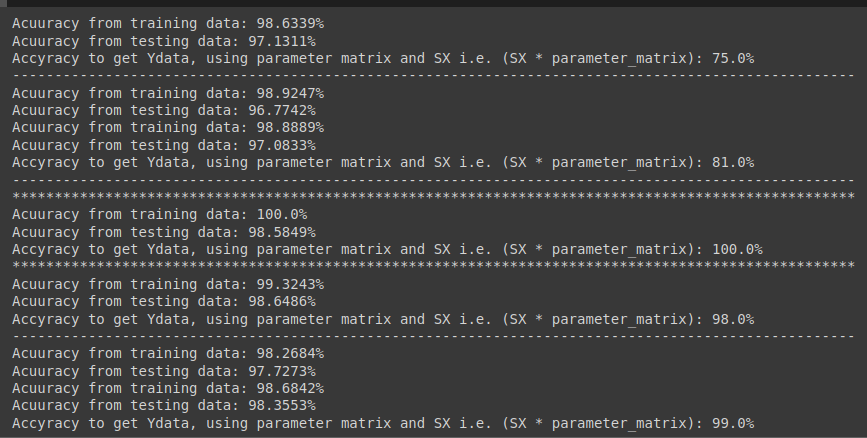 Acuuracy from training data: 98.6339%
Acuuracy from testing data: 97.1311%
Accyracy to get Ydata, using parameter matrix and SX i.e. (SX * parameter_matrix): 75.0%
----------------------------------------------------------------------------------------------------
Acuuracy from training data: 98.9247%
Acuuracy from testing data: 96.7742%
Acuuracy from training data: 98.8889%
Acuuracy from testing data: 97.0833%
Accyracy to get Ydata, using parameter matrix and SX i.e. (SX * parameter_matrix): 81.0%
----------------------------------------------------------------------------------------------------
****************************************************************************************************
Acuuracy from training data: 100.0%
Acuuracy from testing data: 98.5849%
Accyracy to get Ydata, using parameter matrix and SX i.e. (SX * parameter_matrix): 100.0%
****************************************************************************************************
Acuuracy from training data: 99.3243%
Acuuracy from testing data: 98.6486%
Accyracy to get Ydata, using parameter matrix and SX i.e. (SX * parameter_matrix): 98.0%
----------------------------------------------------------------------------------------------------
Acuuracy from training data: 98.2684%
Acuuracy from testing data: 97.7273%
Acuuracy from training data: 98.6842%
Acuuracy from testing data: 98.3553%
Accyracy to get Ydata, using parameter matrix and SX i.e. (SX * parameter_matrix): 99.0%